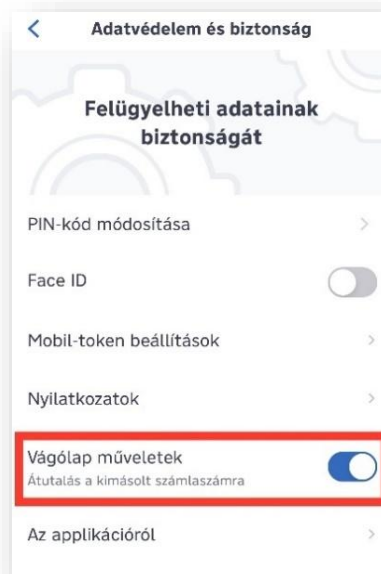 Adatvédelem és biztonság
Felügyelheti adatainak
biztonságát
PIN-kód módosítása
Face ID
Mobil-token beállítások
Nyilatkozatok
Vágólap műveletek
Átutalás a kimásolt számlaszámra
Az applikációról